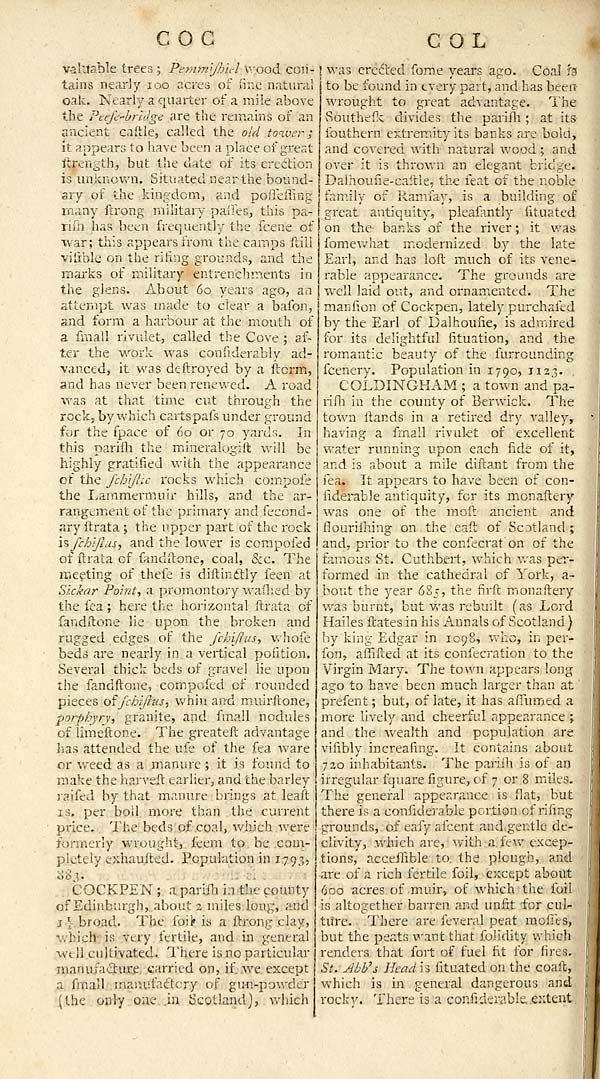 COC
COL
valuable trees; Pemmiſhiel wood con-
tains nearly 100 acres of fine natural
oak. Nearly a quarter of a mile above
the Peeſe-bridge are the remains of an
ancient caſtle, called the old tower;
it appears to have been a place of great
ſtrength, but the date of its erection
is unknown. Situated near the bound-
ary of the kingdom, and poſſeſſing
many ſtrong military paſſes, this pa-
riſh has been frequently the ſcene of
war; this appears from the camps ſtill
viſible on the riſing grounds, and the
marks of military entrenchments in
the glens. About 60 years ago, an
attempt was made to clear a baſon,
and form a harbour at the mouth of
a ſmall rivulet, called the Cove; af-
ter the work was conſiderably ad-
vanced, it was deſtroyed by a ſtorm,
and has never been renewed. A road
was at that time cut through the
rock, by which carts paſs under ground
for the ſpace of 60 or 70 yards. In
this pariſh the mineralogiſt will be
highly gratified with the appearance
of the ſchiſtic rocks which compoſe
the Lammermuir hills, and the ar-
rangement of the primary and ſecond-
ary ſtrata; the upper part of the rock
is ſchiſtus, and the lower is compoſed
of ſtrata of ſandſtone, coal, &c. The
meeting of theſe is diſtinctly ſeen at
Sickar Point, a promontory waſhed by
the ſea; here the horizontal ſtrata of
ſandſtone lie upon the broken and
rugged edges of the ſchiſtus, whoſe
beds are nearly in a vertical poſition.
Several thick beds of gravel lie upon
the ſandſtone, compoſed of rounded
pieces of ſchiſtus, whin and muirſtone,
porphyry, granite, and ſmall nodules
of limeſtone. The greateſt advantage
has attended the uſe of the ſea ware
or weed as a manure; it is found to
make the harveſt earlier, and the barley
raiſed by that manure brings at leaſt
1s. per boll more than the current
price. The beds of coal, which were
formerly wrought, ſeem to be com-
pletely exhauſted. Population in 1793,
883.
COCKPEN; a pariſh in the county
of Edinburgh, about 2 miles long, and
1½ broad. The ſoil is a ſtrong clay,
which is very fertile, and in general
well cultivated. There is no particular
manufacture carried on, if we except
a ſmall manufactory of gun-powder
(the only one in Scotland), which
was erected ſome years ago. Coal is
to be found in every part, and has been
wrought to great advantage. The
Southeſk divides the pariſh; at its
ſouthern extremity its banks are bold,
and covered with natural wood; and
over it is thrown an elegant bridge.
Dalhouſie-caſtle, the ſeat of the noble
family of Ramſay, is a building of
great antiquity, pleaſantly ſituated
on the banks of the river; it was
ſomewhat modernized by the late
Earl, and has loſt much of its vene-
rable appearance. The grounds are
well laid out, and ornamented. The
manſion of Cockpen, lately purchaſed
by the Earl of Dalhouſie, is admired
for its delightful ſituation, and the
romantic beauty of the ſurrounding
ſcenery. Population in 1790, 1123.
COLDINGHAM; a town and pa-
riſh in the county of Berwick. The
town ſtands in a retired dry valley,
having a ſmall rivulet of excellent
water running upon each ſide of it,
and is about a mile diſtant from the
ſea. It appears to have been of con-
ſiderable antiquity, for its monaſtery
was one of the moſt ancient and
flouriſhing on the eaſt of Scotland;
and, prior to the conſecrat on of the
famous St. Cuthbert, which was per-
formed in the cathedral of York, a-
bout the year 685, the firſt monaſtery
was burnt, but was rebuilt (as Lord
Hailes ſtates in his Annals of Scotland)
by king Edgar in 1098, who, in per-
ſon, aſſiſted at its conſecration to the
Virgin Mary. The town appears long
ago to have been much larger than at
preſent; but, of late, it has aſſumed a
more lively and cheerful appearance;
and the wealth and population are
viſibly increaſing. It contains about
720 inhabitants. The pariſh is of an
irregular ſquare figure, of 7 or 8 miles.
The general appearance is flat, but
there is a conſiderable portion of riſing
grounds, of eaſy aſcent and gentle de-
clivity, which are, with a few excep-
tions, acceſſible to the plough, and
are of a rich fertile ſoil, except about
600 acres of muir, of which the ſoil
is altogether barren and unfit for cul-
ture. There are ſeveral peat moſſes,
but the peats want that ſolidity which
renders that ſort of fuel fit for fires.
St. Abb's Head is ſituated on the coaſt,
which is in general dangerous and
rocky. There is a conſiderable extent